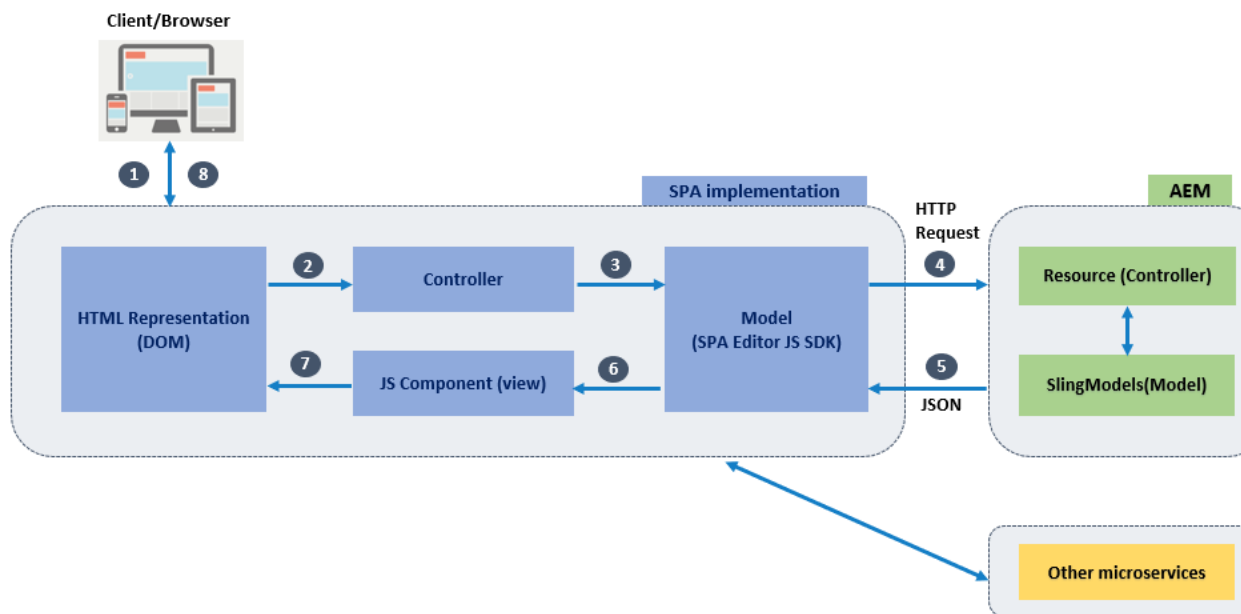 Client/Browser
1
8
SPA implementation
AEM
HTTP
Request
2
3
4
Controller
Resource (Controller)
HTML Representation
(DOM)
Model
(SPA Editor JS SDK)
7
JS Component (view)
6
5
SlingModels(Model)
JSON
Other microservices